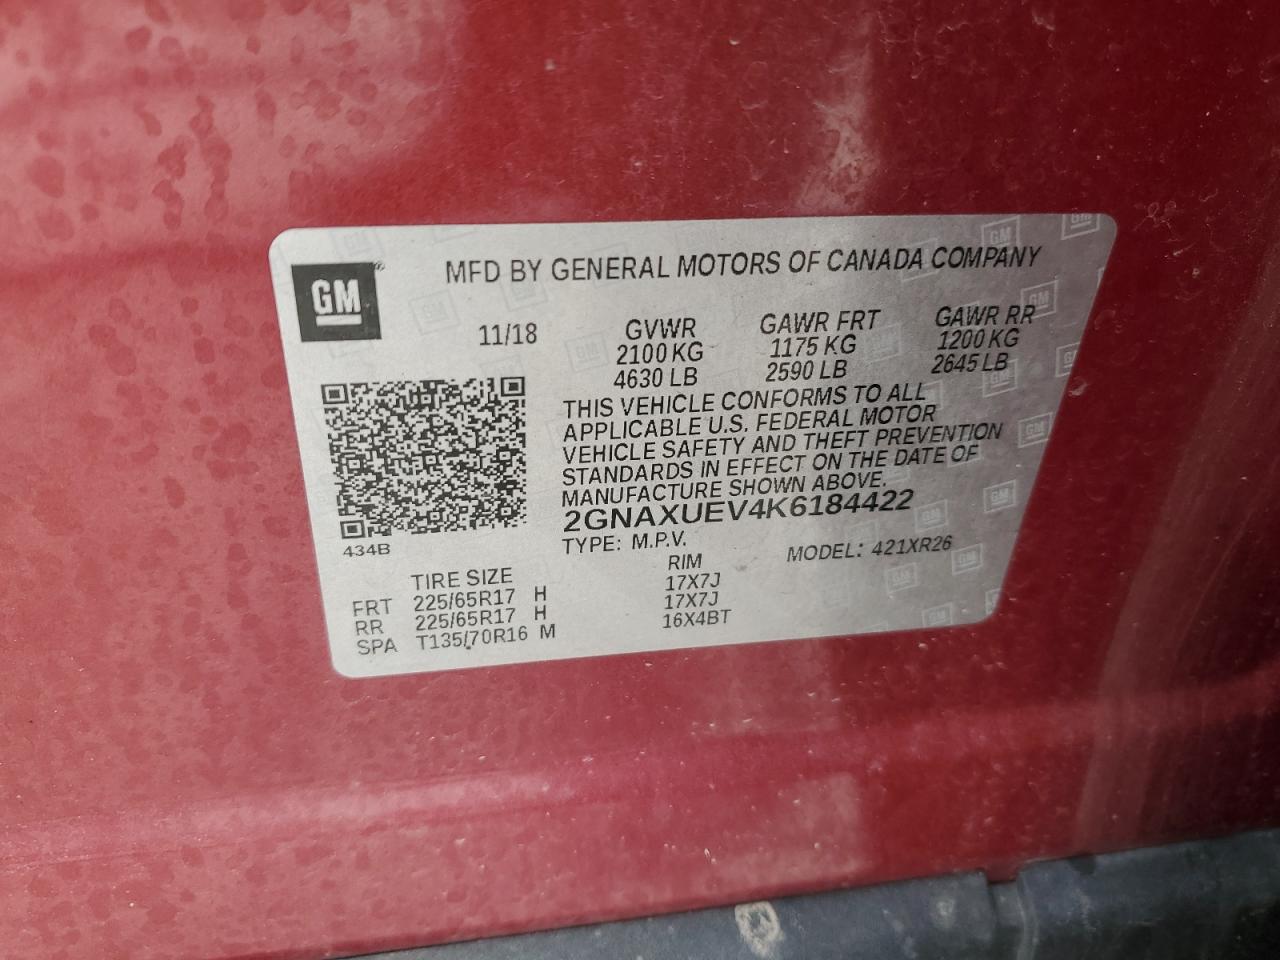 GM
MFD BY GENERAL MOTORS OF CANADA COMPANY
11/18
GVWR GAWR FRT GAWR RR
2100 KG 1175 KG 1200 KG
4630 LB 2590 LB 2645 LB
THIS VEHICLE CONFORMS TO ALL
APPLICABLE U.S. FEDERAL MOTOR
VEHICLE SAFETY AND THEFT PREVENTION
STANDARDS IN EFFECT ON THE DATE OF
MANUFACTURE SHOWN ABOVE.
2GNAXUEV4K6184422
434B
TYPE: M.P.V. MODEL: 421XR26
TIRE SIZE RIM
FRT 225/65R17 H 17X7J
RR 225/65R17 H 17X7J
SPA T135/70R16 M 16X4BT